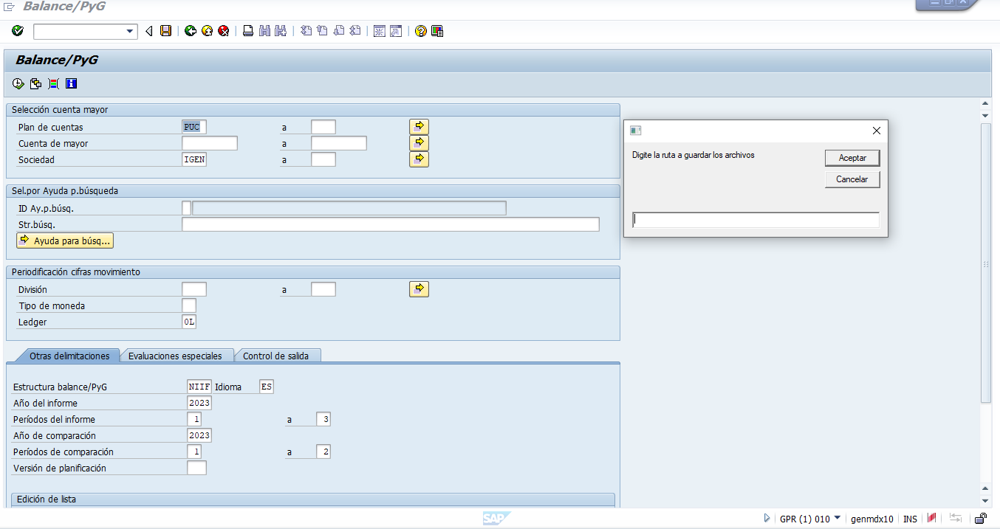 Balance/PyG
Balance/PyG
Selección cuenta mayor
Plan de cuentas PUC a
Cuenta de mayor a
Sociedad IGEN a
Sel.por Ayuda p.búsqueda
ID Ay.p.búsq.
Str.búsq.
Ayuda para búsq...
Periodificación cifras movimiento
División a
Tipo de moneda
Ledger 0L
Otras delimitaciones Evaluaciones especiales Control de salida
Estructura balance/PyG NIIF Idioma ES
Año del informe 2023
Períodos del informe 1 a 3
Año de comparación 2023
Períodos de comparación 1 a 2
Versión de planificación
Edición de lista
Digite la ruta a guardar los archivos
Aceptar
Cancelar
SAP
GPR (1) 010 genmdx10 INS